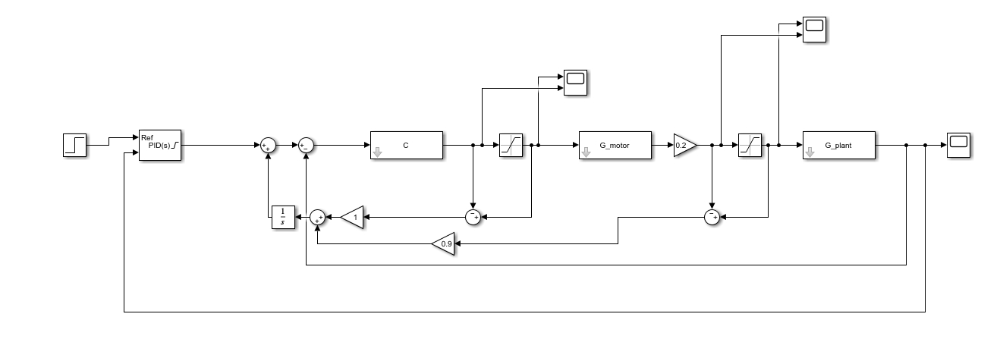 Ref
PID(s)
+
+
+
−
C
G_motor
0.2
G_plant
1
s
+
+
1
−
+
−
+
0.9